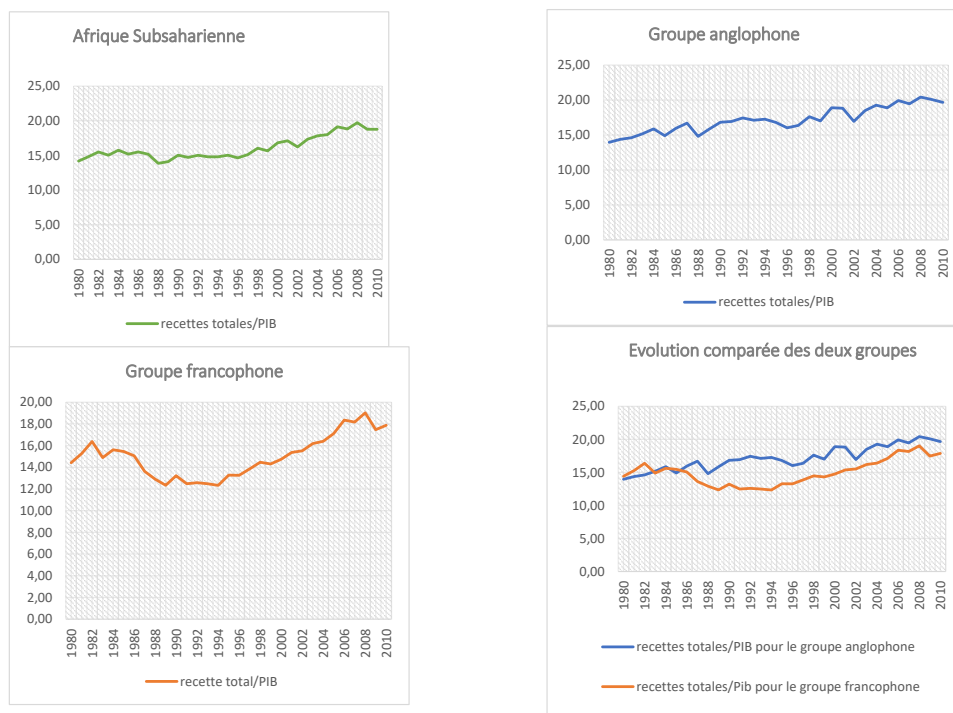 Afrique Subsaharienne
25,00
20,00
15,00
10,00
5,00
0,00
1980 1982 1984 1986 1988 1990 1992 1994 1996 1998 2000 2002 2004 2006 2008 2010
recettes totales/PIB
Groupe anglophone
25,00
20,00
15,00
10,00
5,00
0,00
1980 1982 1984 1986 1988 1990 1992 1994 1996 1998 2000 2002 2004 2006 2008 2010
recettes totales/PIB
Groupe francophone
20,00
18,00
16,00
14,00
12,00
10,00
8,00
6,00
4,00
2,00
0,00
1980 1982 1984 1986 1988 1990 1992 1994 1996 1998 2000 2002 2004 2006 2008 2010
recette total/PIB
Evolution comparée des deux groupes
25,00
20,00
15,00
10,00
5,00
0,00
1980 1982 1984 1986 1988 1990 1992 1994 1996 1998 2000 2002 2004 2006 2008 2010
recettes totales/PIB pour le groupe anglophone
recettes totales/Pib pour le groupe francophone